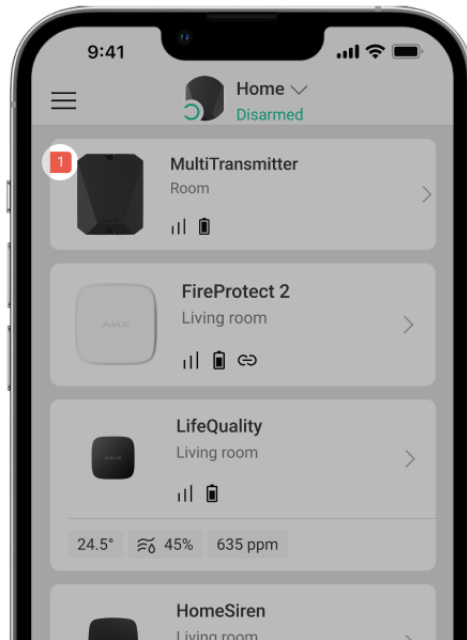 9:41
Home
Disarmed
1
MultiTransmitter
Room
FireProtect 2
Living room
AJAX
LifeQuality
Living room
AJAX
24.5° 45% 635 ppm
HomeSiren
Living room